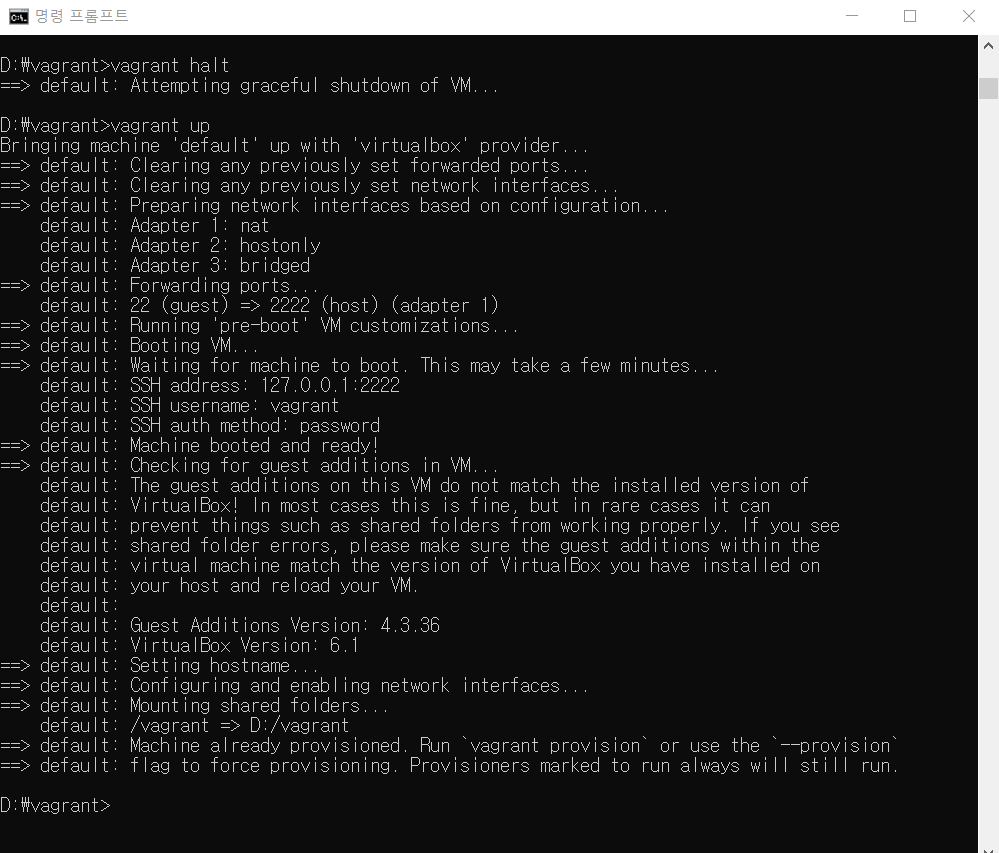 명령 프롬프트
D:₩vagrant>vagrant halt
==> default: Attempting graceful shutdown of VM...
D:₩vagrant>vagrant up
Bringing machine 'default' up with 'virtualbox' provider...
==> default: Clearing any previously set forwarded ports...
==> default: Clearing any previously set network interfaces...
==> default: Preparing network interfaces based on configuration...
    default: Adapter 1: nat
    default: Adapter 2: hostonly
    default: Adapter 3: bridged
==> default: Forwarding ports...
    default: 22 (guest) => 2222 (host) (adapter 1)
==> default: Running 'pre-boot' VM customizations...
==> default: Booting VM...
==> default: Waiting for machine to boot. This may take a few minutes...
    default: SSH address: 127.0.0.1:2222
    default: SSH username: vagrant
    default: SSH auth method: password
==> default: Machine booted and ready!
==> default: Checking for guest additions in VM...
    default: The guest additions on this VM do not match the installed version of
    default: VirtualBox! In most cases this is fine, but in rare cases it can
    default: prevent things such as shared folders from working properly. If you see
    default: shared folder errors, please make sure the guest additions within the
    default: virtual machine match the version of VirtualBox you have installed on
    default: your host and reload your VM.
    default:
    default: Guest Additions Version: 4.3.36
    default: VirtualBox Version: 6.1
==> default: Setting hostname...
==> default: Configuring and enabling network interfaces...
==> default: Mounting shared folders...
    default: /vagrant => D:/vagrant
==> default: Machine already provisioned. Run `vagrant provision` or use the `--provision`
==> default: flag to force provisioning. Provisioners marked to run always will still run.
D:₩vagrant>